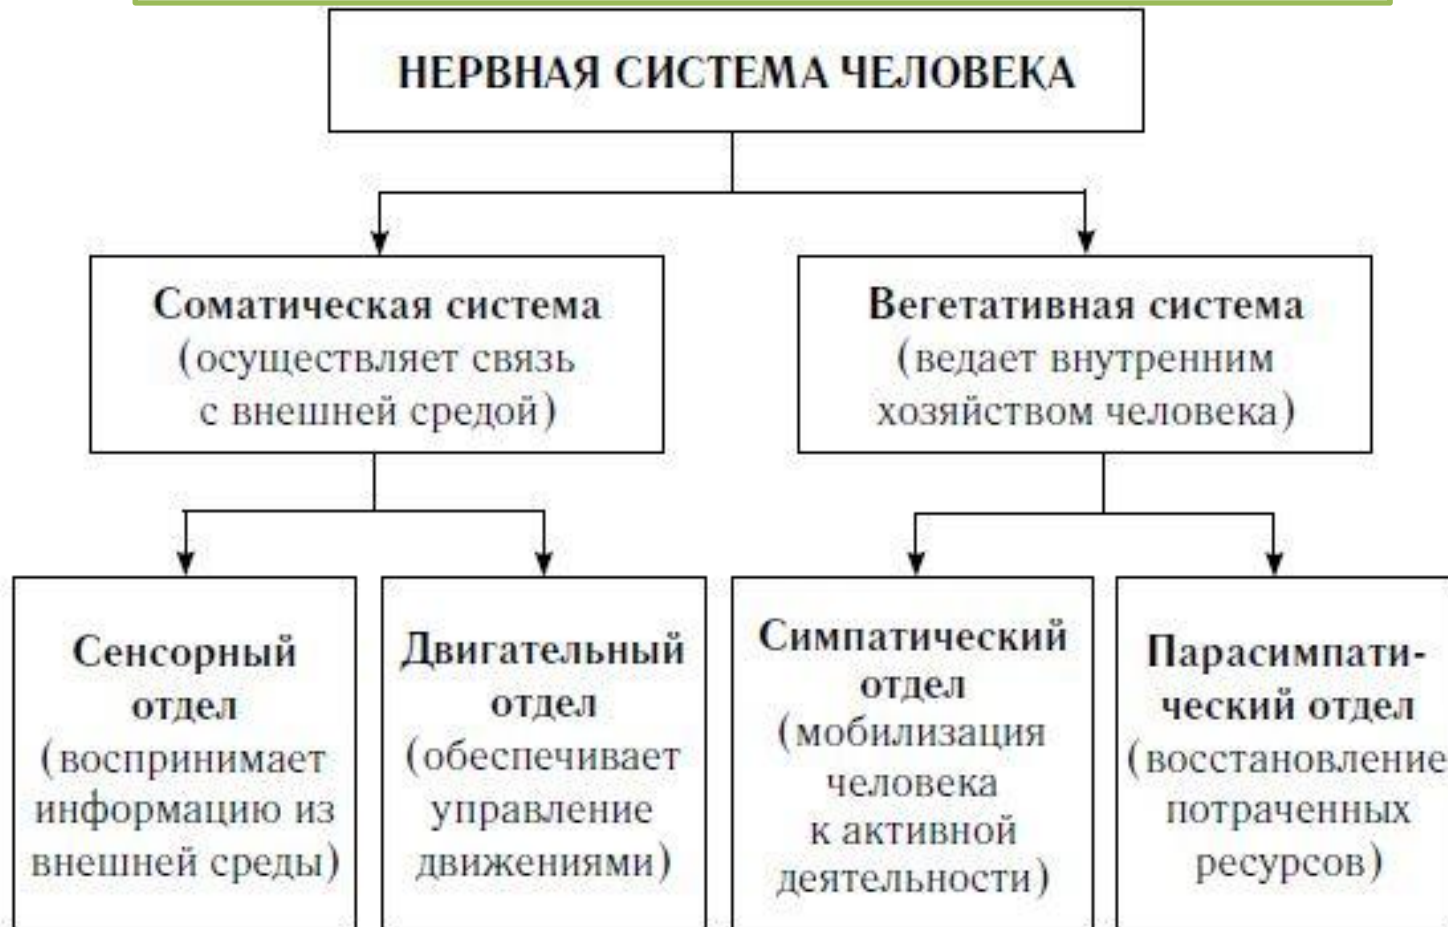 НЕРВНАЯ СИСТЕМА ЧЕЛОВЕКА
Соматическая система
(осуществляет связь
с внешней средой)
Вегетативная система
(ведает внутренним
хозяйством человека)
Сенсорный
отдел
(воспринимает
информацию из
внешней среды)
Двигательный
отдел
(обеспечивает
управление
движениями)
Симпатический
отдел
(мобилизация
человека
к активной
деятельности)
Парасимпати-
ческий отдел
(восстановление
потраченных
ресурсов)